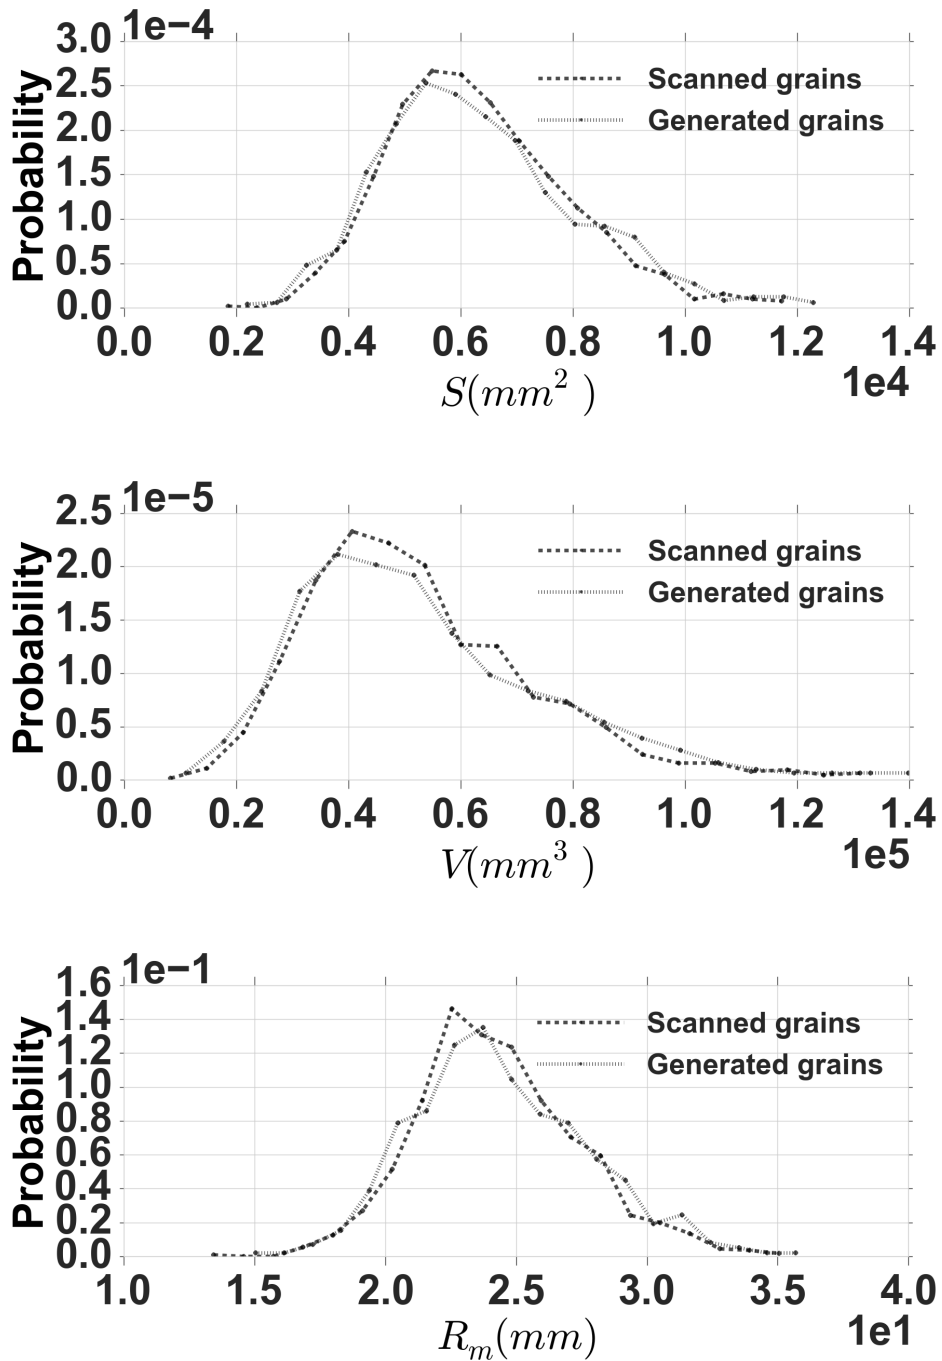 1e−4
3.0
2.5
2.0
1.5
1.0
0.5
0.0
Probability
Scanned grains
Generated grains
0.0 0.2 0.4 0.6 0.8 1.0 1.2 1.4
1e4
S(mm²)
1e−5
2.5
2.0
1.5
1.0
0.5
0.0
Probability
Scanned grains
Generated grains
0.0 0.2 0.4 0.6 0.8 1.0 1.2 1.4
1e5
V(mm³)
1e−1
1.6
1.4
1.2
1.0
0.8
0.6
0.4
0.2
0.0
Probability
Scanned grains
Generated grains
1.0 1.5 2.0 2.5 3.0 3.5 4.0
1e1
Rₘ(mm)